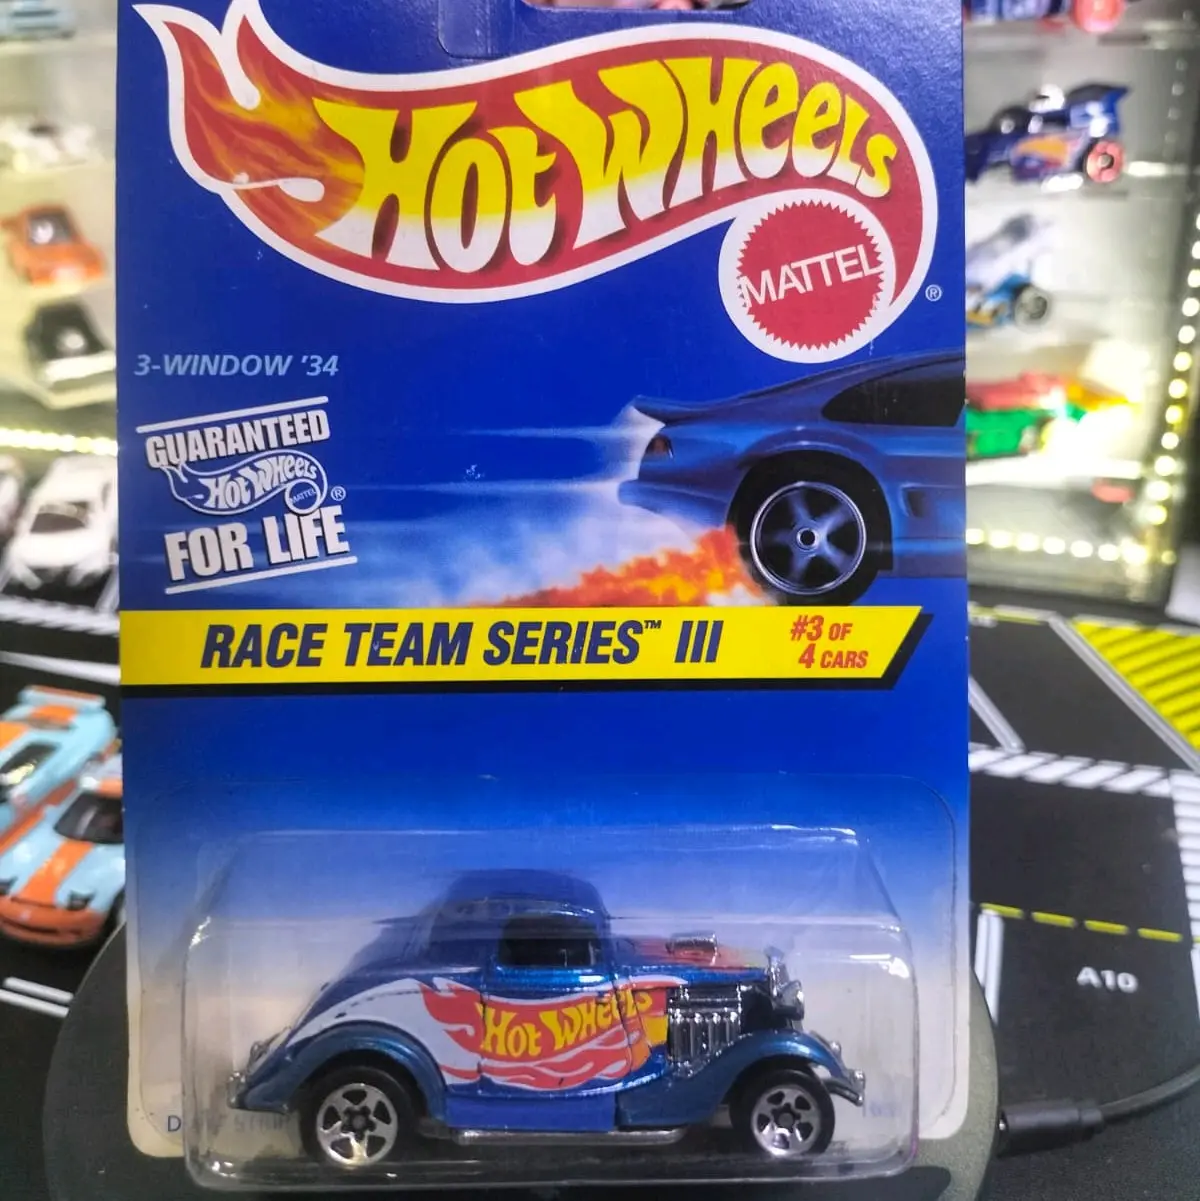 HOT WHEELS
MATTEL
®
3-WINDOW '34
GUARANTEED
HOT WHEELS
MATTEL ®
FOR LIFE
RACE TEAM SERIES™ III
#3 OF
4 CARS
HOT WHEELS
A10